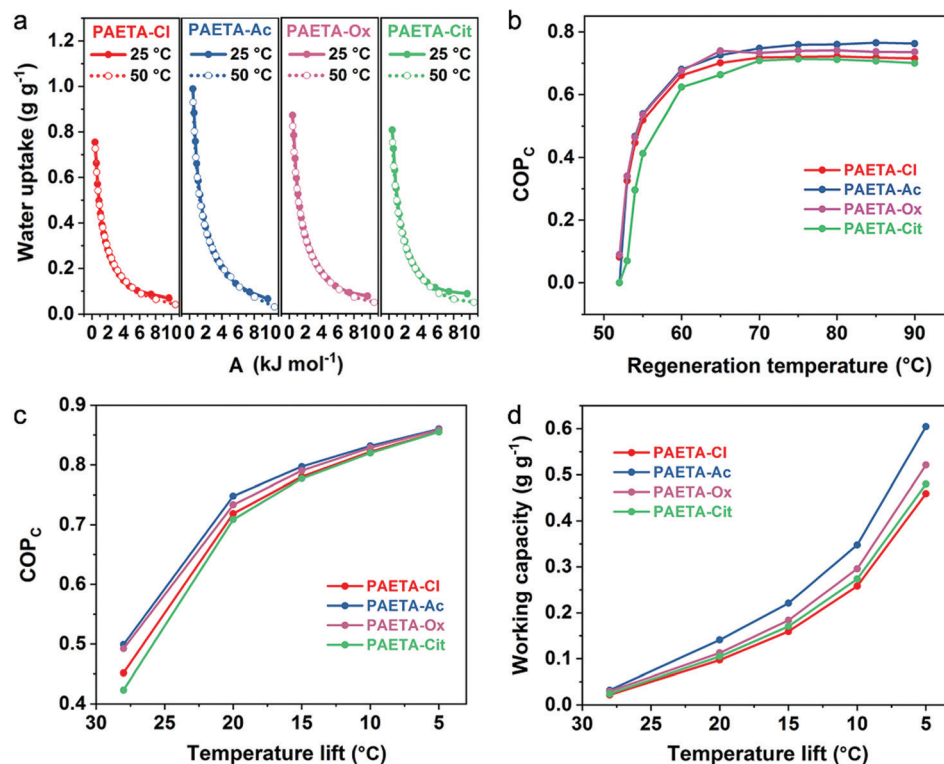 a
PAETA-Cl PAETA-Ac PAETA-Ox PAETA-Cit
25 °C 25 °C 25 °C 25 °C
50 °C 50 °C 50 °C 50 °C
Water uptake (g g⁻¹)
1.2
1.0
0.8
0.6
0.4
0.2
0.0
0 2 4 6 8 10 0 2 4 6 8 10 0 2 4 6 8 10 0 2 4 6 8 10
A (kJ mol⁻¹)
b
COP_C
0.8
0.6
0.4
0.2
0.0
PAETA-Cl
PAETA-Ac
PAETA-Ox
PAETA-Cit
50 60 70 80 90
Regeneration temperature (°C)
c
COP_C
0.9
0.8
0.7
0.6
0.5
0.4
PAETA-Cl
PAETA-Ac
PAETA-Ox
PAETA-Cit
30 25 20 15 10 5
Temperature lift (°C)
d
Working capacity (g g⁻¹)
0.6
0.5
0.4
0.3
0.2
0.1
0.0
PAETA-Cl
PAETA-Ac
PAETA-Ox
PAETA-Cit
30 25 20 15 10 5
Temperature lift (°C)